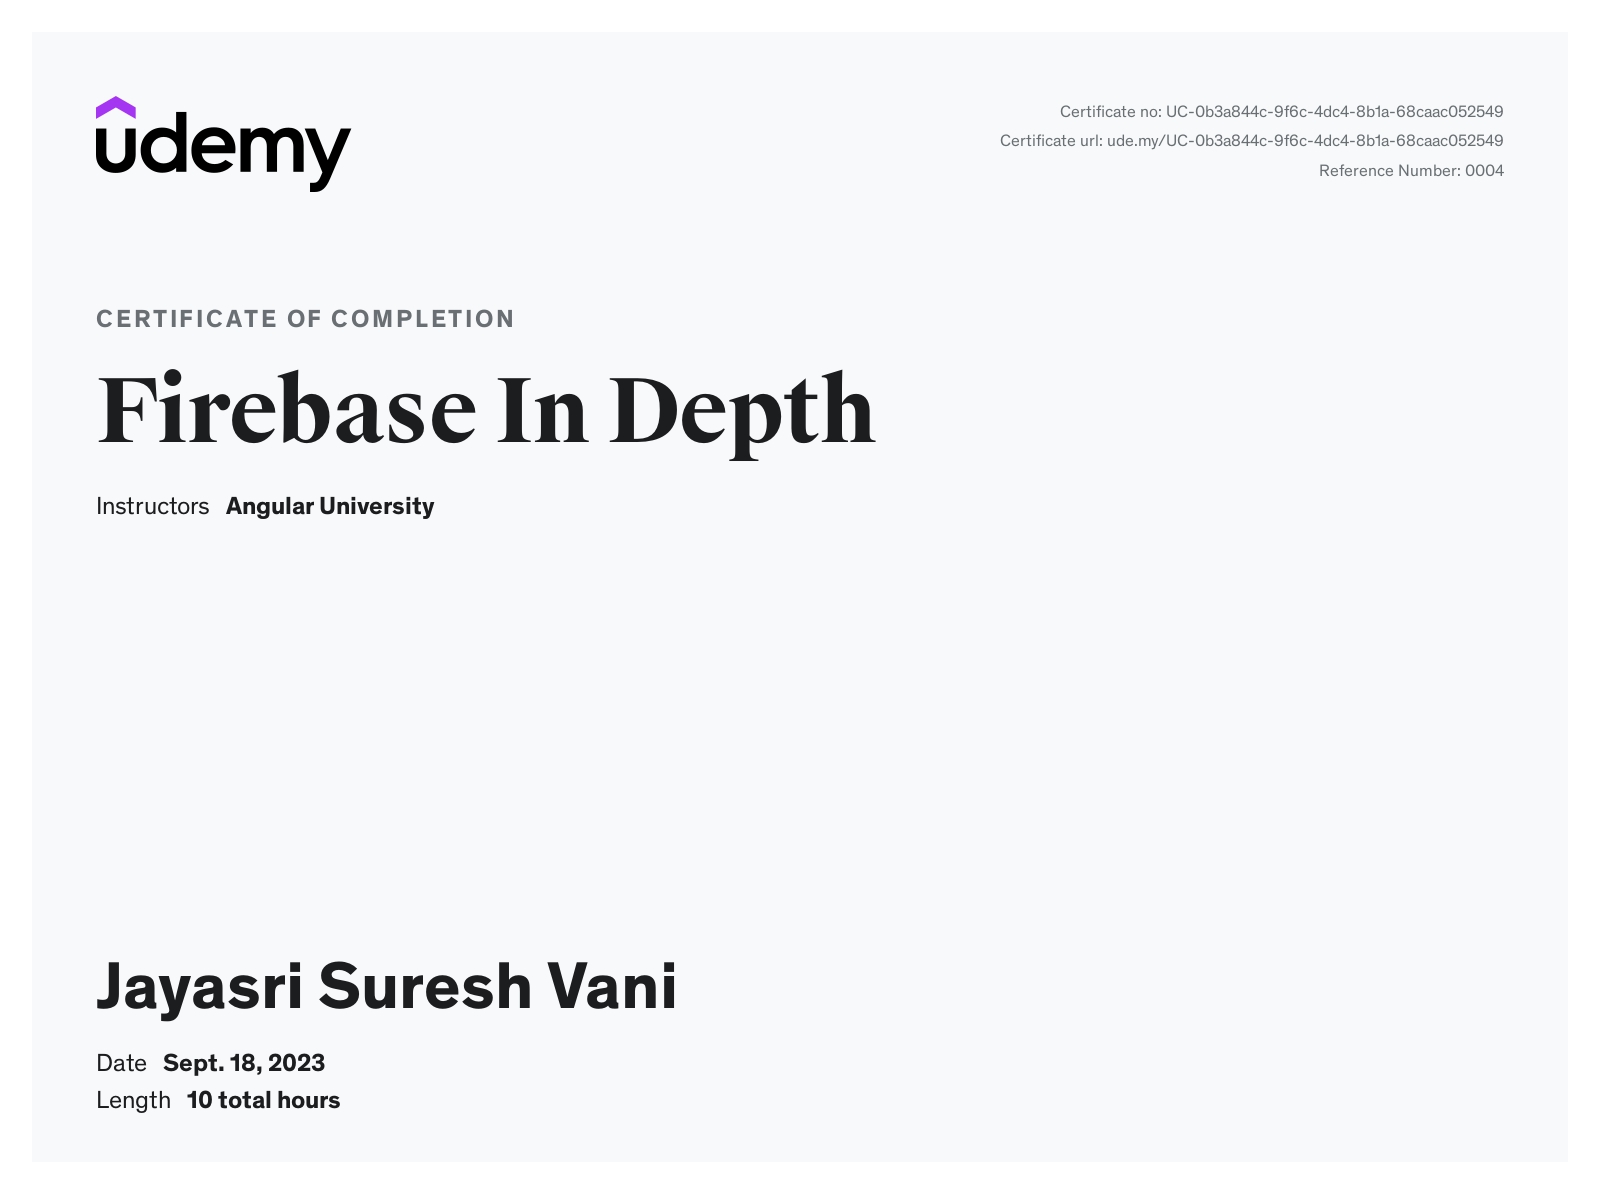 udemy
Certificate no: UC-0b3a844c-9f6c-4dc4-8b1a-68caac052549
Certificate url: ude.my/UC-0b3a844c-9f6c-4dc4-8b1a-68caac052549
Reference Number: 0004
CERTIFICATE OF COMPLETION
Firebase In Depth
Instructors Angular University
Jayasri Suresh Vani
Date Sept. 18, 2023
Length 10 total hours